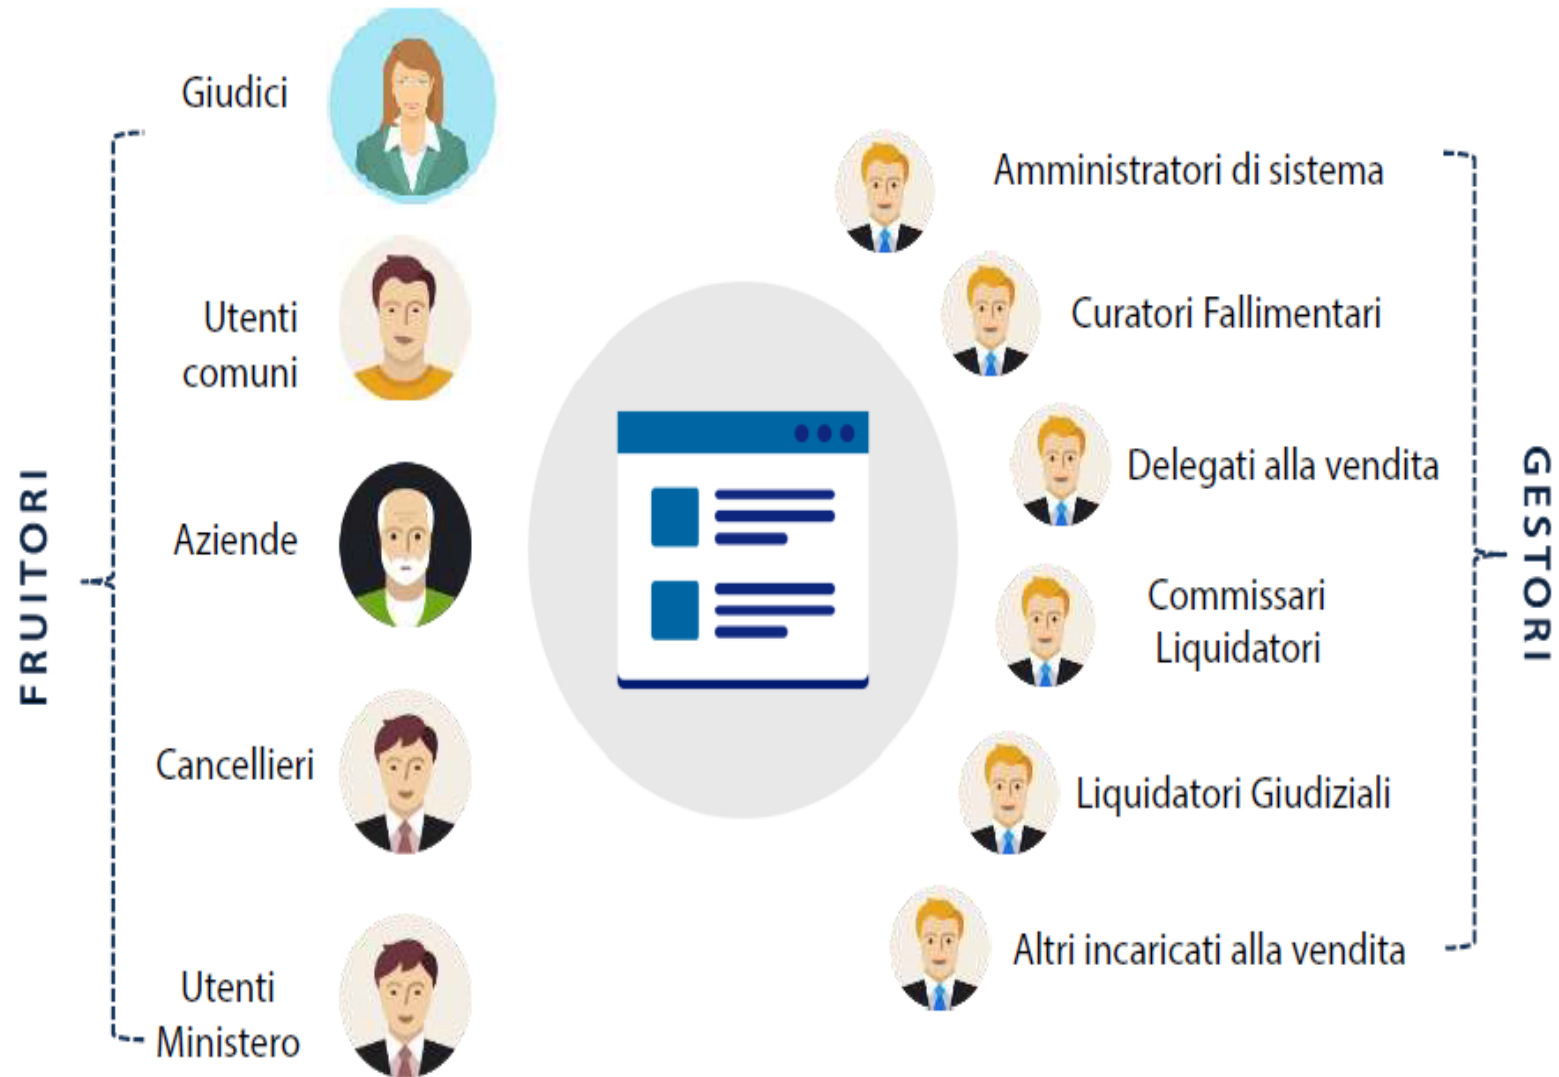 FRUITORI
Giudici
Utenti
comuni
Aziende
Cancellieri
Utenti
Ministero
Amministratori di sistema
Curatori Fallimentari
Delegati alla vendita
Commissari
Liquidatori
Liquidatori Giudiziali
Altri incaricati alla vendita
GESTORI